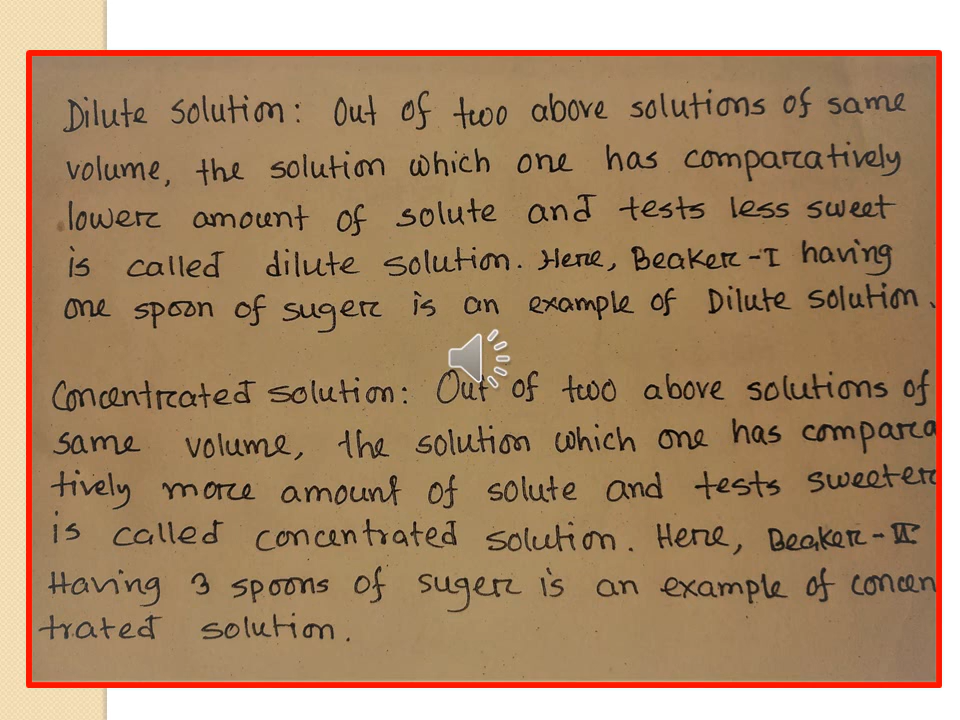 Dilute solution: Out of two above solutions of same
volume, the solution which one has comparatively
lower amount of solute and tests less sweet
is called dilute solution. Here, Beaker-I having
one spoon of suger is an example of Dilute solution.
Concentrated solution: Out of two above solutions of
same volume, the solution which one has compara
tively more amount of solute and tests sweeter
is called concentrated solution. Here, Beaker-II
Having 3 spoons of suger is an example of concen
trated solution.